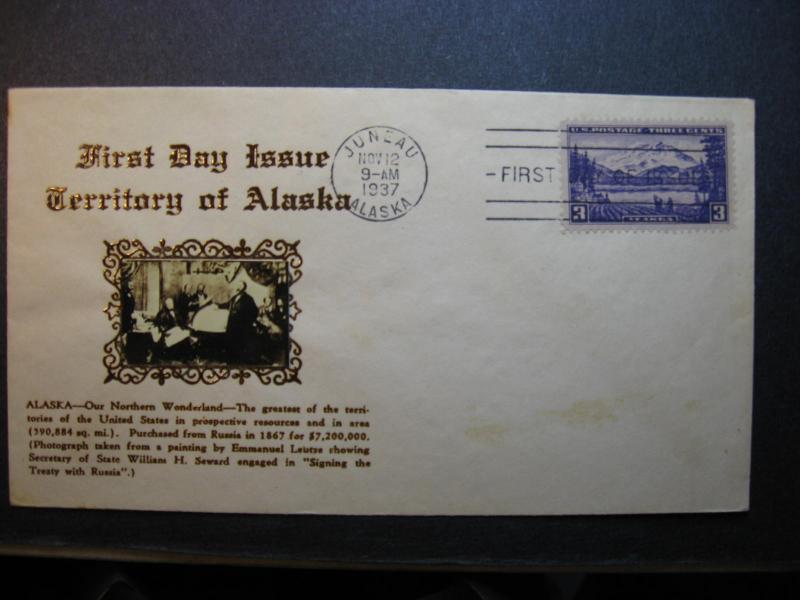 First Day Issue
Territory of Alaska
JUNEAU
NOV 12
9-AM
1937
ALASKA
-FIRST
U.S. POSTAGE-THREE CENTS
3 3
ALASKA—Our Northern Wonderland—The greatest of the terri-
tories of the United States in prospective resources and in area
(590,884 sq. mi.). Purchased from Russia in 1867 for $7,200,000.
(Photograph taken from a painting by Emmanuel Leutze showing
Secretary of State William H. Seward engaged in "Signing the
Treaty with Russia".)